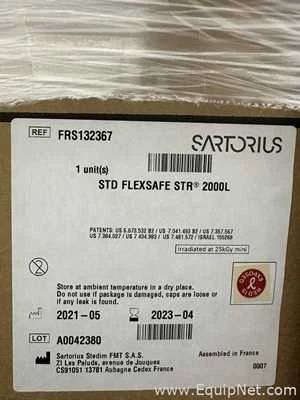 REF FRS132367
SARTORIUS
1 unit(s)
STD FLEXSAFE STR® 2000L
PATENTS: US 6.673.532 B2 / US 7.041.493 B2 / US 7.357.567
US 7.384.027 / US 7.434.983 / US 7.481.572 / ISRAEL 155269
Irradiated at 25kGy mini
Store at ambient temperature in a dry place.
Do not use if package is damaged, caps are loose or
if any leak is found.
2021-05
2023-04
LOT A0042380
Sartorius Stedim FMT S.A.S.
ZI Les Paluds, avenue de Jouques
CS91051 13781 Aubagne Cedex France
Assembled in France
0007
© www.EquipNet.com